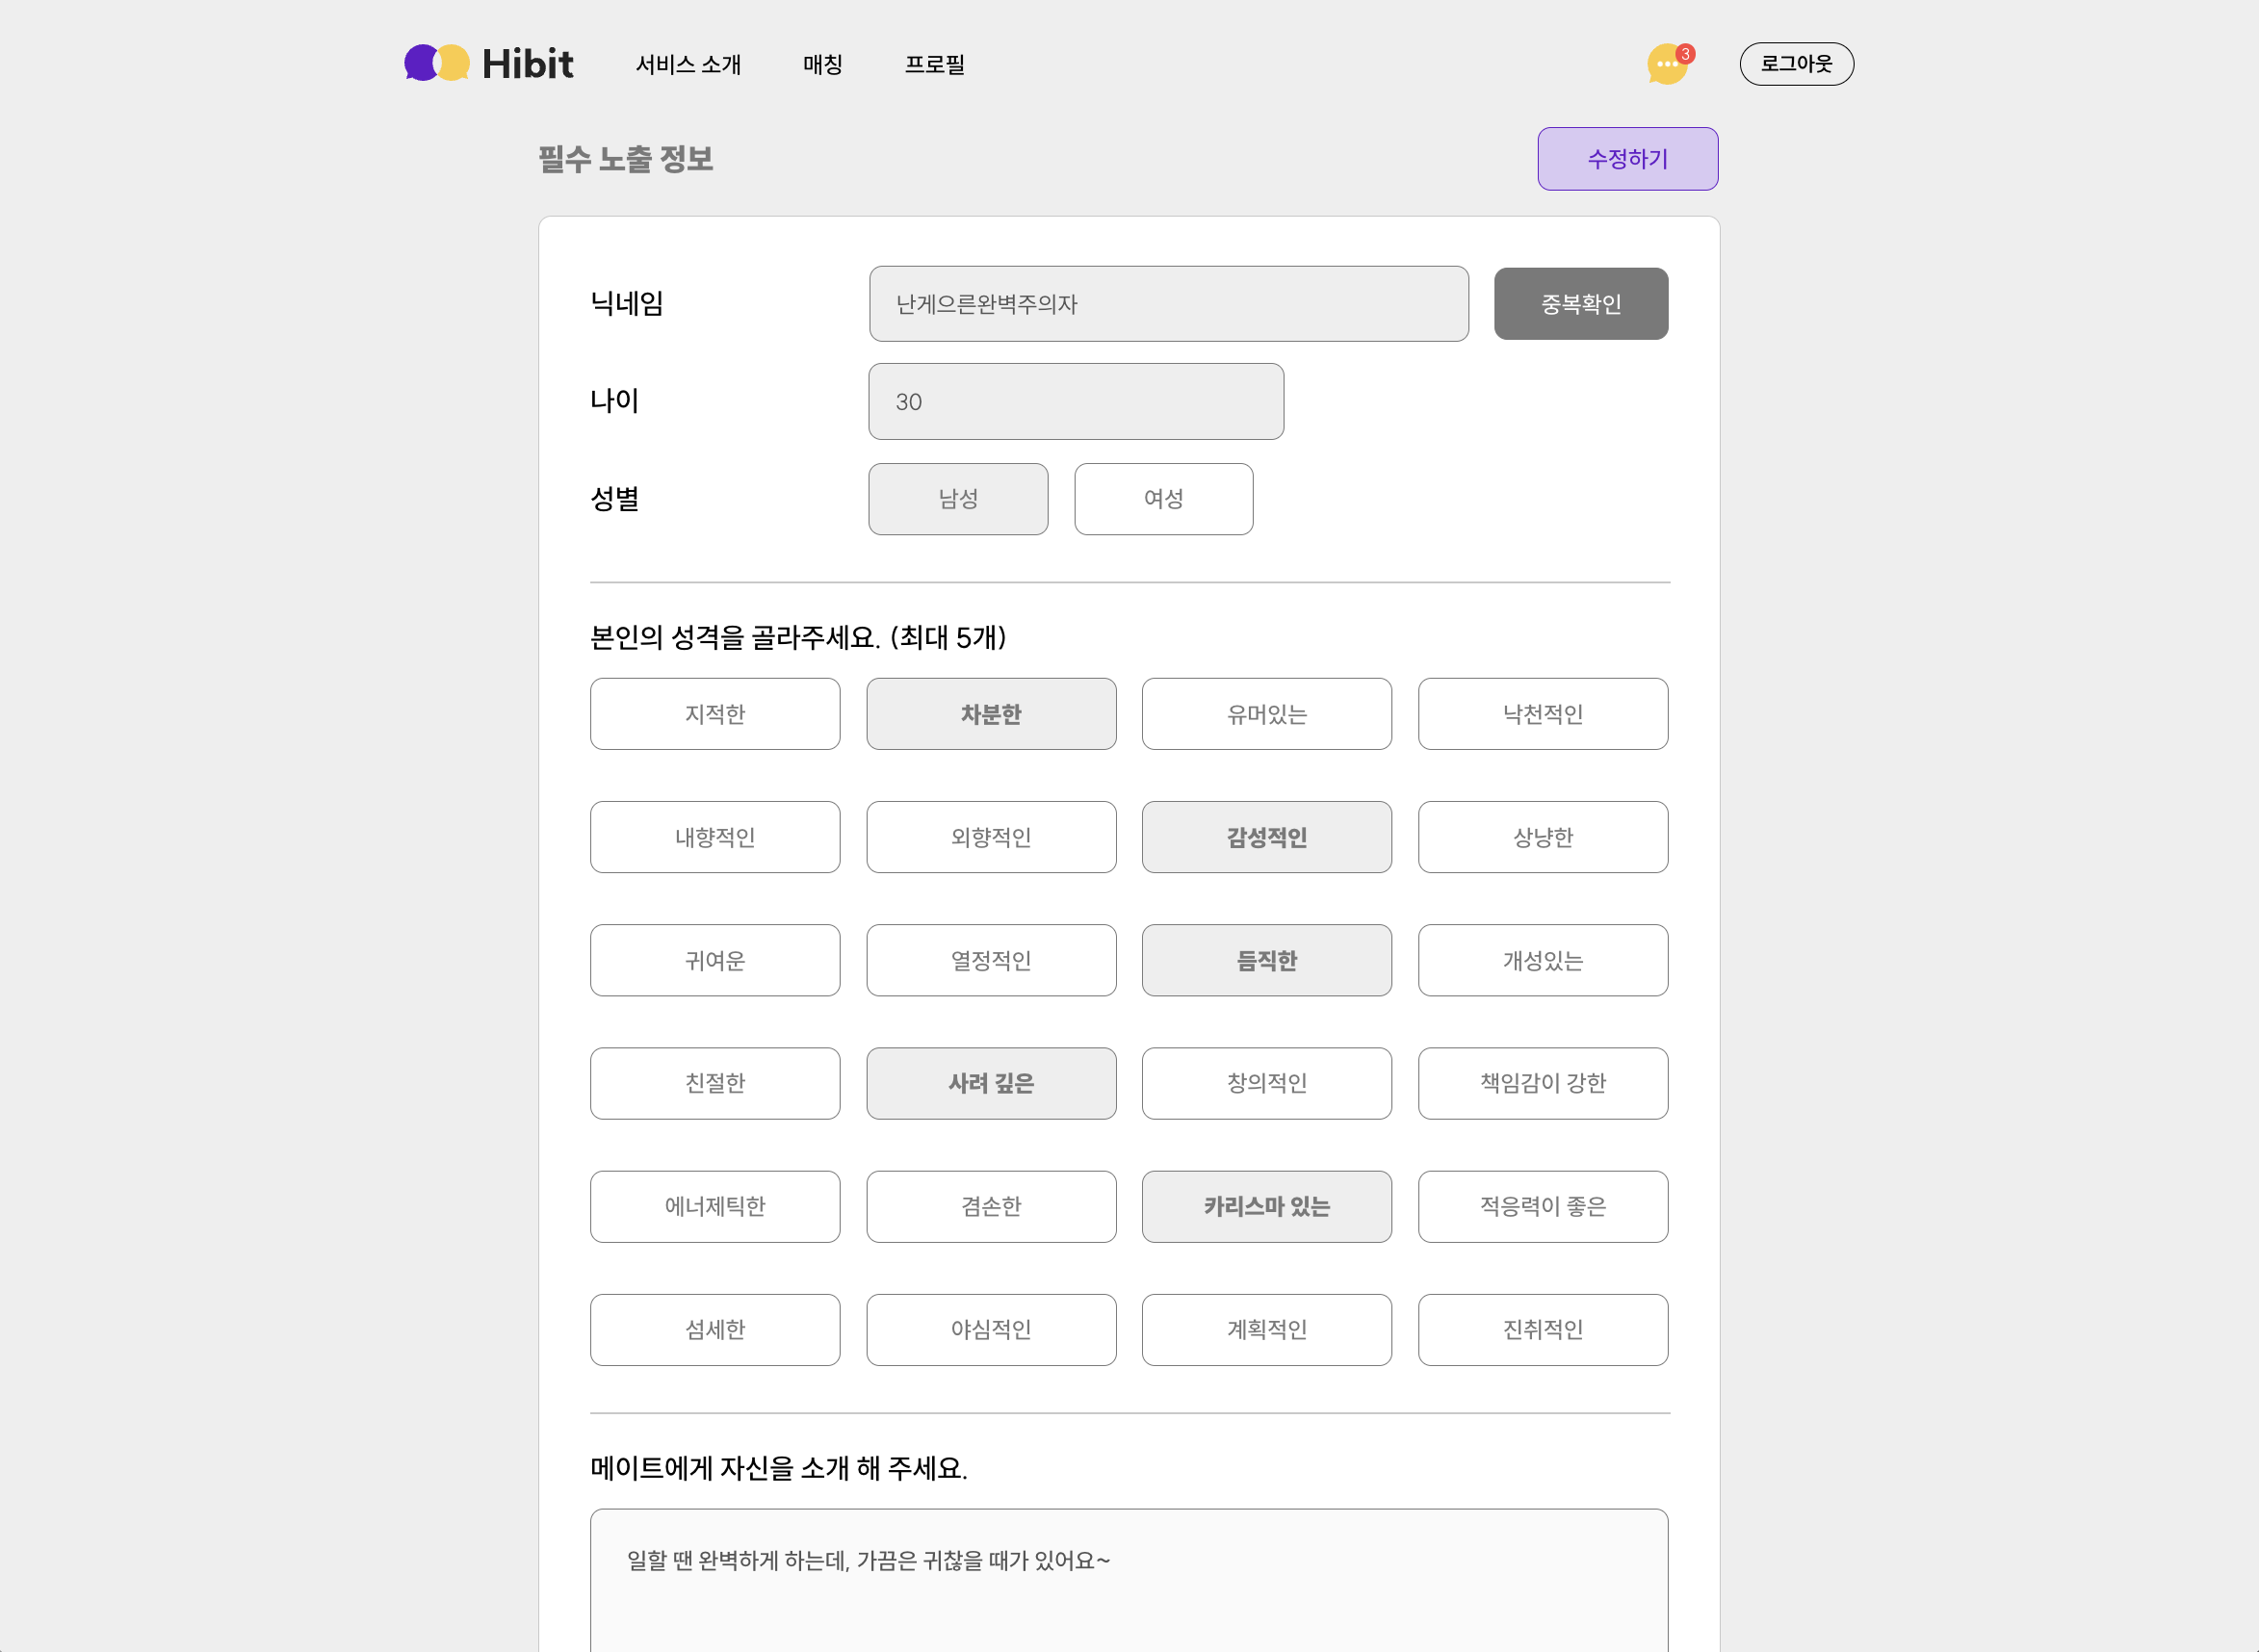 Hibit 서비스 소개 매칭 프로필 3 로그아웃
필수 노출 정보 수정하기
닉네임 난게으른완벽주의자 중복확인
나이 30
성별 남성 여성
본인의 성격을 골라주세요. (최대 5개)
지적한 차분한 유머있는 낙천적인
내향적인 외향적인 감성적인 상냥한
귀여운 열정적인 듬직한 개성있는
친절한 사려 깊은 창의적인 책임감이 강한
에너제틱한 겸손한 카리스마 있는 적응력이 좋은
섬세한 야심적인 계획적인 진취적인
메이트에게 자신을 소개 해 주세요.
일할 땐 완벽하게 하는데, 가끔은 귀찮을 때가 있어요~